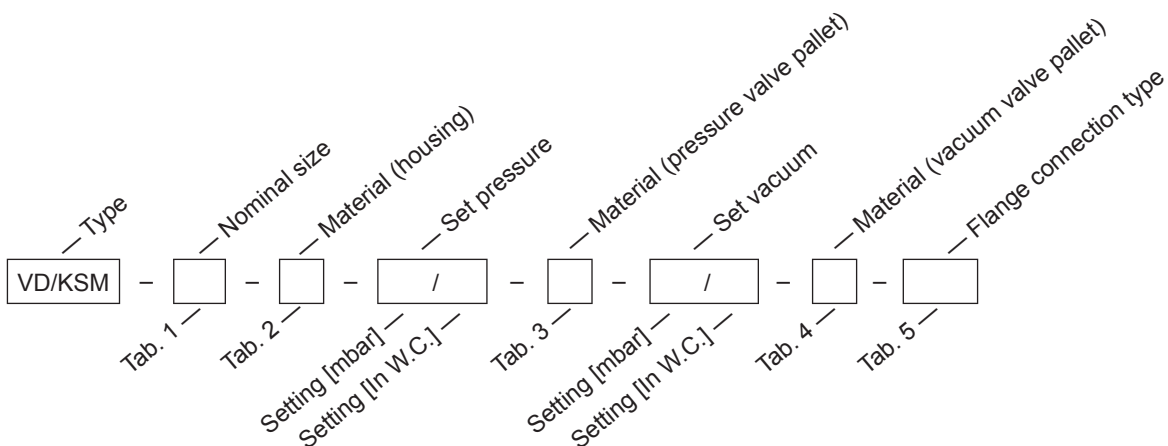 Type
Nominal size
Material (housing)
Set pressure
Material (pressure valve pallet)
Set vacuum
Material (vacuum valve pallet)
Flange connection type
VD/KSM – – – / – – / – –
Tab. 1
Tab. 2
Setting [mbar]
Setting [In W.C.]
Tab. 3
Setting [mbar]
Setting [In W.C.]
Tab. 4
Tab. 5